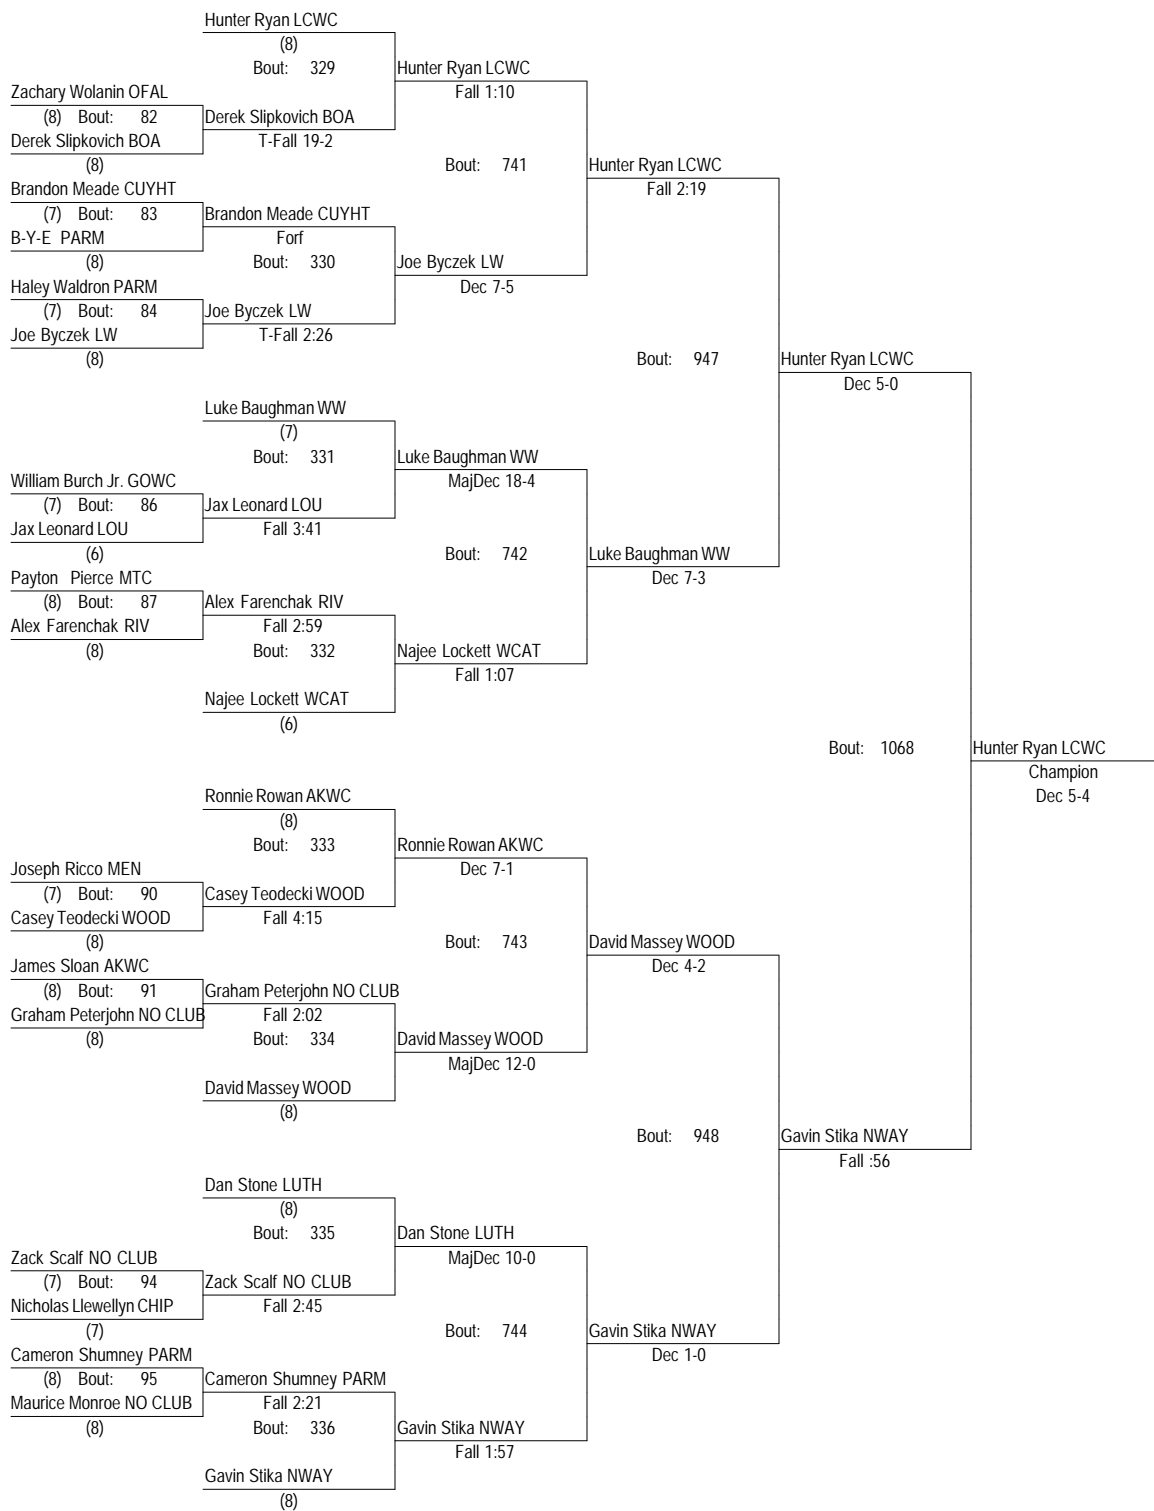 Hunter Ryan LCWC
(8)
Bout: 329
Hunter Ryan LCWC
Fall 1:10
Zachary Wolanin OFAL
(8) Bout: 82
Derek Slipkovich BOA
Derek Slipkovich BOA
T-Fall 19-2
(8)
Bout: 741
Hunter Ryan LCWC
Fall 2:19
Brandon Meade CUYHT
(7) Bout: 83
Brandon Meade CUYHT
B-Y-E PARM
Forf
(8)
Bout: 330
Joe Byczek LW
Dec 7-5
Haley Waldron PARM
(7) Bout: 84
Joe Byczek LW
Joe Byczek LW
T-Fall 2:26
(8)
Bout: 947
Hunter Ryan LCWC
Dec 5-0
Luke Baughman WW
(7)
Bout: 331
Luke Baughman WW
MajDec 18-4
William Burch Jr. GOWC
(7) Bout: 86
Jax Leonard LOU
Jax Leonard LOU
Fall 3:41
(6)
Bout: 742
Luke Baughman WW
Dec 7-3
Payton Pierce MTC
(8) Bout: 87
Alex Farenchak RIV
Alex Farenchak RIV
Fall 2:59
(8)
Bout: 332
Najee Lockett WCAT
Fall 1:07
Najee Lockett WCAT
(6)
Bout: 1068
Hunter Ryan LCWC
Champion
Dec 5-4
Ronnie Rowan AKWC
(8)
Bout: 333
Ronnie Rowan AKWC
Dec 7-1
Joseph Ricco MEN
(7) Bout: 90
Casey Teodecki WOOD
Casey Teodecki WOOD
Fall 4:15
(8)
Bout: 743
David Massey WOOD
Dec 4-2
James Sloan AKWC
(8) Bout: 91
Graham Peterjohn NO CLUB
Graham Peterjohn NO CLUB
Fall 2:02
(8)
Bout: 334
David Massey WOOD
MajDec 12-0
David Massey WOOD
(8)
Bout: 948
Gavin Stika NWAY
Fall :56
Dan Stone LUTH
(8)
Bout: 335
Dan Stone LUTH
MajDec 10-0
Zack Scalf NO CLUB
(7) Bout: 94
Zack Scalf NO CLUB
Nicholas Llewellyn CHIP
Fall 2:45
(7)
Bout: 744
Gavin Stika NWAY
Dec 1-0
Cameron Shumney PARM
(8) Bout: 95
Cameron Shumney PARM
Maurice Monroe NO CLUB
Fall 2:21
(8)
Bout: 336
Gavin Stika NWAY
Fall 1:57
Gavin Stika NWAY
(8)